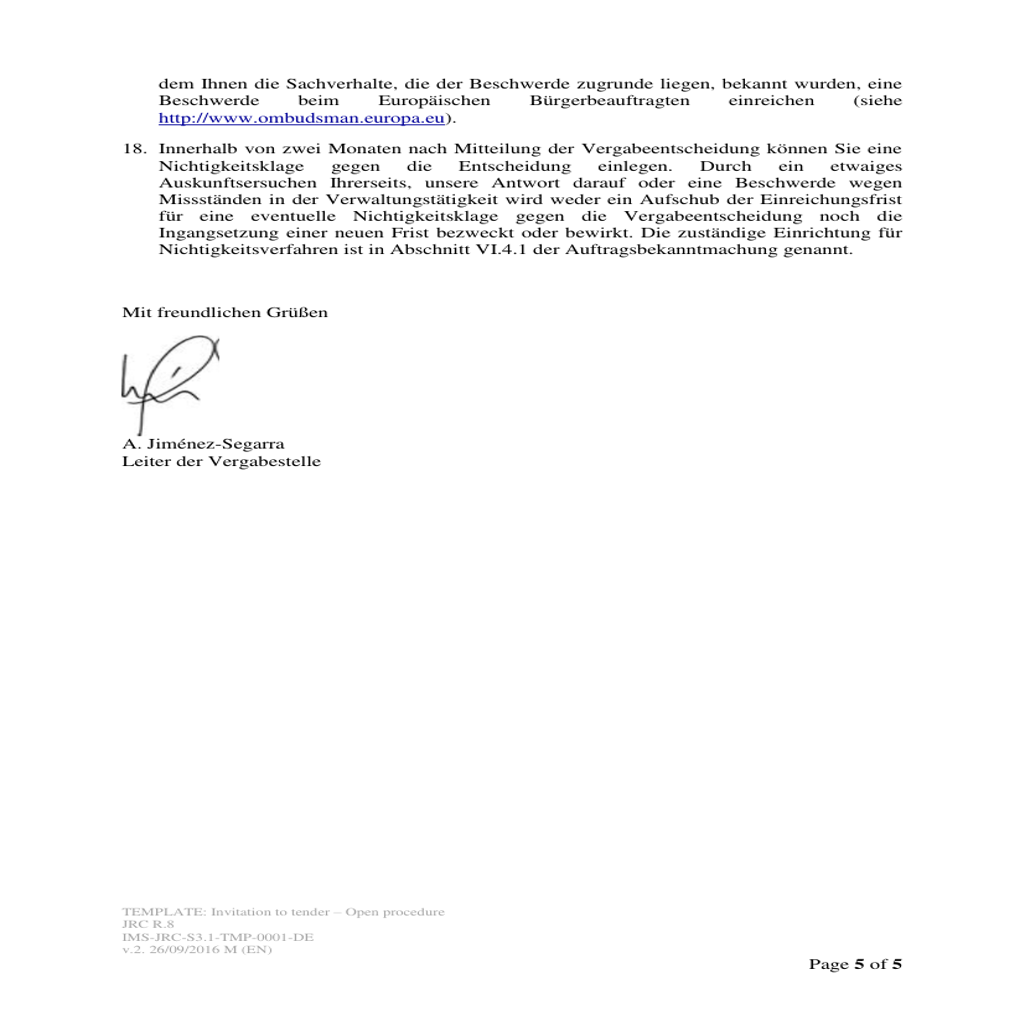 dem Ihnen die Sachverhalte, die der Beschwerde zugrunde liegen, bekannt wurden, eine
Beschwerde beim Europäischen Bürgerbeauftragten einreichen (siehe
http://www.ombudsman.europa.eu).
18. Innerhalb von zwei Monaten nach Mitteilung der Vergabeentscheidung können Sie eine
Nichtigkeitsklage gegen die Entscheidung einlegen. Durch ein etwaiges
Auskunftsersuchen Ihrerseits, unsere Antwort darauf oder eine Beschwerde wegen
Missständen in der Verwaltungstätigkeit wird weder ein Aufschub der Einreichungsfrist
für eine eventuelle Nichtigkeitsklage gegen die Vergabeentscheidung noch die
Ingangsetzung einer neuen Frist bezweckt oder bewirkt. Die zuständige Einrichtung für
Nichtigkeitsverfahren ist in Abschnitt VI.4.1 der Auftragsbekanntmachung genannt.
Mit freundlichen Grüßen
A. Jiménez-Segarra
Leiter der Vergabestelle
TEMPLATE: Invitation to tender – Open procedure
JRC R.8
IMS-JRC-S3.1-TMP-0001-DE
v.2. 26/09/2016 M (EN)
Page 5 of 5